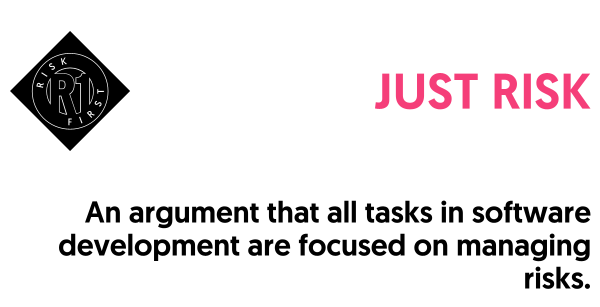 RISK
R1
FIRST
JUST RISK
An argument that all tasks in software
development are focused on managing
risks.